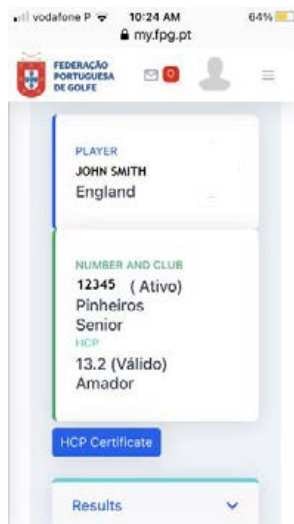 vodafone P 10:24 AM 64%
my.fpg.pt
FEDERAÇÃO
PORTUGUESA
DE GOLFE
0
PLAYER
JOHN SMITH
England
NUMBER AND CLUB
12345 ( Ativo)
Pinheiros
Senior
HCP
13.2 (Válido)
Amador
HCP Certificate
Results